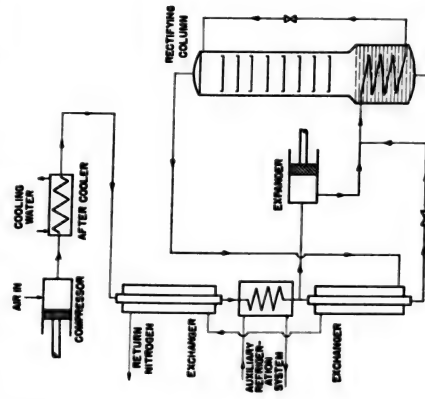 AIR IN
COMPRESSOR
COOLING
WATER
AFTER COOLER
RETURN
NITROGEN
EXCHANGER
AUXILIARY
REFRIGER-
ATION
SYSTEM
EXCHANGER
EXPANDER
RECTIFYING
COLUMN